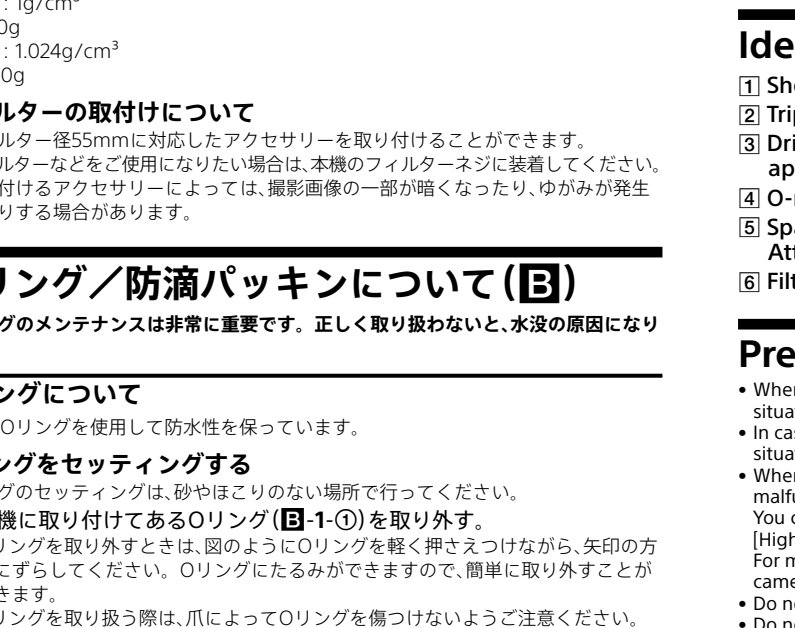 : 1g/cm³
0g
: 1.024g/cm³
0g
ルターの取付けについて
ルター径55mmに対応したアクセサリーを取り付けることができます。
ルターなどをご使用になりたい場合は、本機のフィルターネジに装着してください。
付けるアクセサリーによっては、撮影画像の一部が暗くなったり、ゆがみが発生
りする場合があります。
リング／防滴パッキンについて（B）
グのメンテナンスは非常に重要です。正しく取り扱わないと、水没の原因になり
ングについて
Oリングを使用して防水性を保っています。
ングをセッティングする
グのセッティングは、砂やほこりのない場所で行ってください。
機に取り付けてあるOリング（B-1-①）を取り外す。
リングを取り外すときは、図のようにOリングを軽く押さえつけながら、矢印の方
にずらしてください。Oリングにたるみができますので、簡単に取り外すことが
きます。
リングを取り扱う際は、爪によってOリングを傷つけないようご注意ください。
Ide
1 Sh
2 Tri
3 Dri
ap
4 O-
5 Spa
Att
6 Filt
Pre
• When
situa
• In ca
situa
• When
malfu
You c
[High
For m
came
• Do n
• Do n